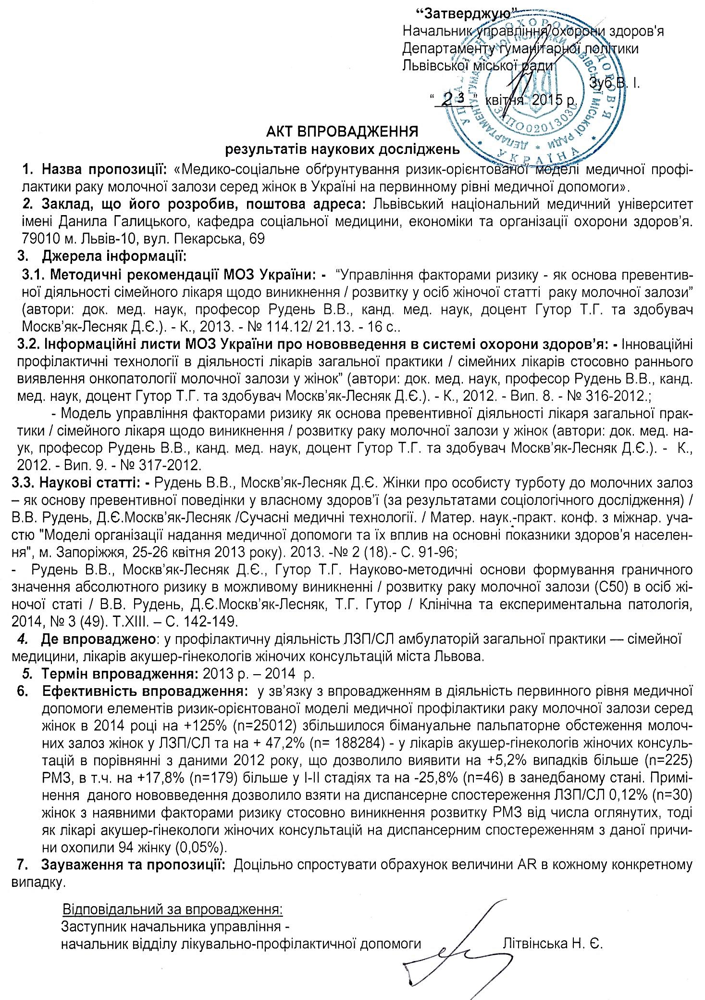 “Затверджую”
Начальник управління охорони здоров'я
Департаменту гуманітарної політики
Львівської міської ради
Зуб В. І.
“ 23 ” квітня 2015 р.
УПРАВЛІННЯ ОХОРОНИ ЗДОРОВ'Я
* УКРАЇНА *
ДЕПАРТАМЕНТУ ГУМАНІТАРНОЇ ПОЛІТИКИ ЛЬВІВСЬКОЇ МІСЬКОЇ РАДИ *
ЗКПО 02013030
АКТ ВПРОВАДЖЕННЯ
результатів наукових досліджень
1. Назва пропозиції: «Медико-соціальне обґрунтування ризик-орієнтованої моделі медичної профі-
лактики раку молочної залози серед жінок в Україні на первинному рівні медичної допомоги».
2. Заклад, що його розробив, поштова адреса: Львівський національний медичний університет
імені Данила Галицького, кафедра соціальної медицини, економіки та організації охорони здоров’я.
79010 м. Львів-10, вул. Пекарська, 69
3. Джерела інформації:
3.1. Методичні рекомендації МОЗ України: - “Управління факторами ризику - як основа превентив-
ної діяльності сімейного лікаря щодо виникнення / розвитку у осіб жіночої статті раку молочної залози”
(автори: док. мед. наук, професор Рудень В.В., канд. мед. наук, доцент Гутор Т.Г. та здобувач
Москв’як-Лесняк Д.Є.). - К., 2013. - № 114.12/ 21.13. - 16 с..
3.2. Інформаційні листи МОЗ України про нововведення в системі охорони здоров’я: - Інноваційні
профілактичні технології в діяльності лікарів загальної практики / сімейних лікарів стосовно раннього
виявлення онкопатології молочної залози у жінок” (автори: док. мед. наук, професор Рудень В.В., канд.
мед. наук, доцент Гутор Т.Г. та здобувач Москв’як-Лесняк Д.Є.). - К., 2012. - Вип. 8. - № 316-2012.;
- Модель управління факторами ризику як основа превентивної діяльності лікаря загальної прак-
тики / сімейного лікаря щодо виникнення / розвитку раку молочної залози у жінок (автори: док. мед. на-
ук, професор Рудень В.В., канд. мед. наук, доцент Гутор Т.Г. та здобувач Москв’як-Лесняк Д.Є.). - К.,
2012. - Вип. 9. - № 317-2012.
3.3. Наукові статті: - Рудень В.В., Москв’як-Лесняк Д.Є. Жінки про особисту турботу до молочних залоз
– як основу превентивної поведінки у власному здоров’ї (за результатами соціологічного дослідження) /
В.В. Рудень, Д.Є.Москв’як-Лесняк /Сучасні медичні технології. / Матер. наук.-практ. конф. з міжнар. уча-
стю "Моделі організації надання медичної допомоги та їх вплив на основні показники здоров’я населен-
ня", м. Запоріжжя, 25-26 квітня 2013 року). 2013. -№ 2 (18).- С. 91-96;
- Рудень В.В., Москв’як-Лесняк Д.Є., Гутор Т.Г. Науково-методичні основи формування граничного
значення абсолютного ризику в можливому виникненні / розвитку раку молочної залози (С50) в осіб жі-
ночої статі / В.В. Рудень, Д.Є.Москв’як-Лесняк, Т.Г. Гутор / Клінічна та експериментальна патологія,
2014, № 3 (49). Т.XIII. – С. 142-149.
4. Де впроваджено: у профілактичну діяльність ЛЗП/СЛ амбулаторій загальної практики — сімейної
медицини, лікарів акушер-гінекологів жіночих консультацій міста Львова.
5. Термін впровадження: 2013 р. – 2014 р.
6. Ефективність впровадження: у зв’язку з впровадженням в діяльність первинного рівня медичної
допомоги елементів ризик-орієнтованої моделі медичної профілактики раку молочної залози серед
жінок в 2014 році на +125% (n=25012) збільшилося бімануальне пальпаторне обстеження молоч-
них залоз жінок у ЛЗП/СЛ та на + 47,2% (n= 188284) - у лікарів акушер-гінекологів жіночих консуль-
тацій в порівнянні з даними 2012 року, що дозволило виявити на +5,2% випадків більше (n=225)
РМЗ, в т.ч. на +17,8% (n=179) більше у І-ІІ стадіях та на -25,8% (n=46) в занедбаному стані. Примі-
нення даного нововведення дозволило взяти на диспансерне спостереження ЛЗП/СЛ 0,12% (n=30)
жінок з наявними факторами ризику стосовно виникнення розвитку РМЗ від числа оглянутих, тоді
як лікарі акушер-гінекологи жіночих консультацій на диспансерним спостереженням з даної причи-
ни охопили 94 жінку (0,05%).
7. Зауваження та пропозиції: Доцільно спростувати обрахунок величини AR в кожному конкретному
випадку.
Відповідальний за впровадження:
Заступник начальника управління -
начальник відділу лікувально-профілактичної допомоги Літвінська Н. Є.